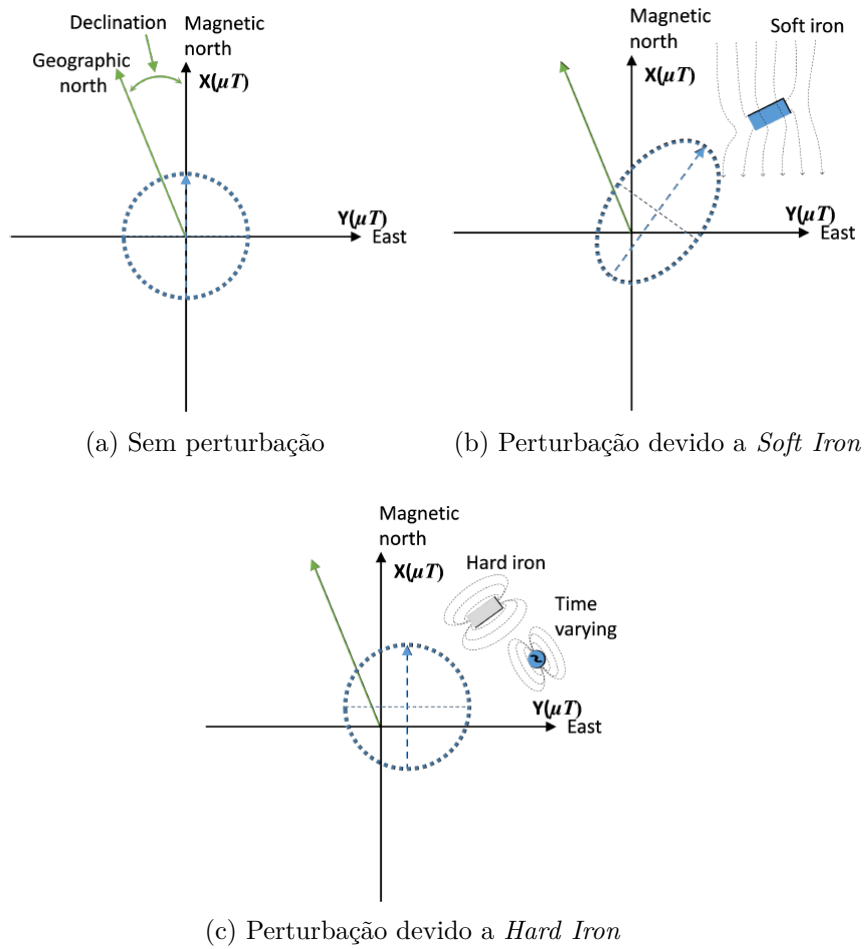 Declination
Magnetic
north
Geographic
north
X(μT)
Y(μT)
East
(a) Sem perturbação
Magnetic
north
Soft iron
X(μT)
Y(μT)
East
(b) Perturbação devido a Soft Iron
Magnetic
north
X(μT)
Hard iron
Time
varying
Y(μT)
East
(c) Perturbação devido a Hard Iron